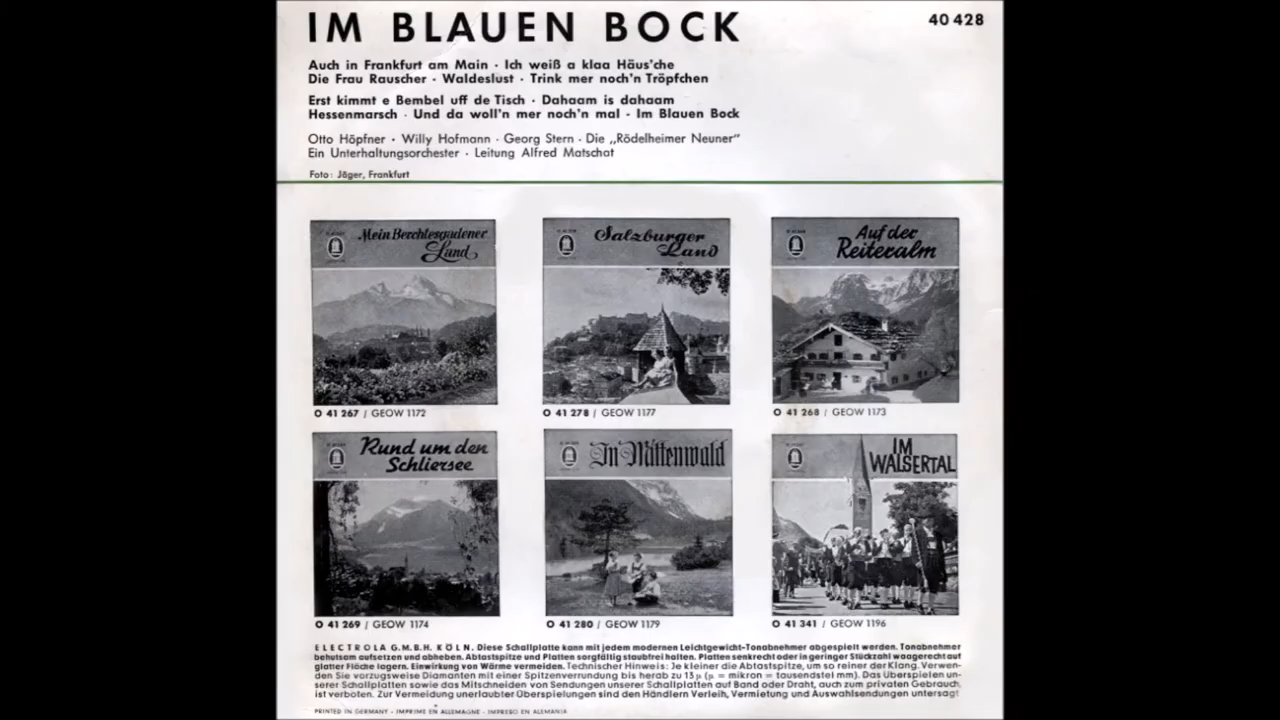 IM BLAUEN BOCK
40 428
Auch in Frankfurt am Main · Ich weiß a klaa Häus'che
Die Frau Rauscher · Waldeslust · Trink mer noch'n Tröpfchen
Erst kimmt e Bembel uff de Tisch · Dahaam is dahaam
Hessenmarsch · Und da woll'n mer noch'n mal - Im Blauen Bock
Otto Höpfner · Willy Hofmann · Georg Stern · Die „Rödelheimer Neuner"
Ein Unterhaltungsorchester · Leitung Alfred Matschat
Foto: Jäger, Frankfurt
Mein Berchtesgadener
Land
Salzburger
Land
Auf der
Reiteralm
O 41 267 / GEOW 1172
O 41 278 / GEOW 1177
O 41 268 / GEOW 1173
Rund um den
Schliersee
In Mittenwald
IM
WALSERTAL
O 41 269 / GEOW 1174
O 41 280 / GEOW 1179
O 41 341 / GEOW 1196
ELECTROLA G.M.B.H. KÖLN. Diese Schallplatte kann mit jedem modernen Leichtgewicht-Tonabnehmer abgespielt werden. Tonabnehmer
behutsam aufsetzen und abheben. Abtastspitze und Platten sorgfältig staubfrei halten. Platten senkrecht oder in geringer Stückzahl waagerecht auf
glatter Fläche lagern. Einwirkung von Wärme vermeiden. Technischer Hinweis: Je kleiner die Abtastspitze, um so reiner der Klang. Verwen-
den Sie vorzugsweise Diamanten mit einer Spitzenverrundung bis herab zu 13 µ (µ = mikron = tausendstel mm). Das Überspielen un-
serer Schallplatten sowie das Mitschneiden von Sendungen unserer Schallplatten auf Band oder Draht, auch zum privaten Gebrauch,
ist verboten. Zur Vermeidung unerlaubter Überspielungen sind den Händlern Verleih, Vermietung und Auswahlsendungen untersagt
PRINTED IN GERMANY · IMPRIMÉ EN ALLEMAGNE · IMPRESO EN ALEMANIA